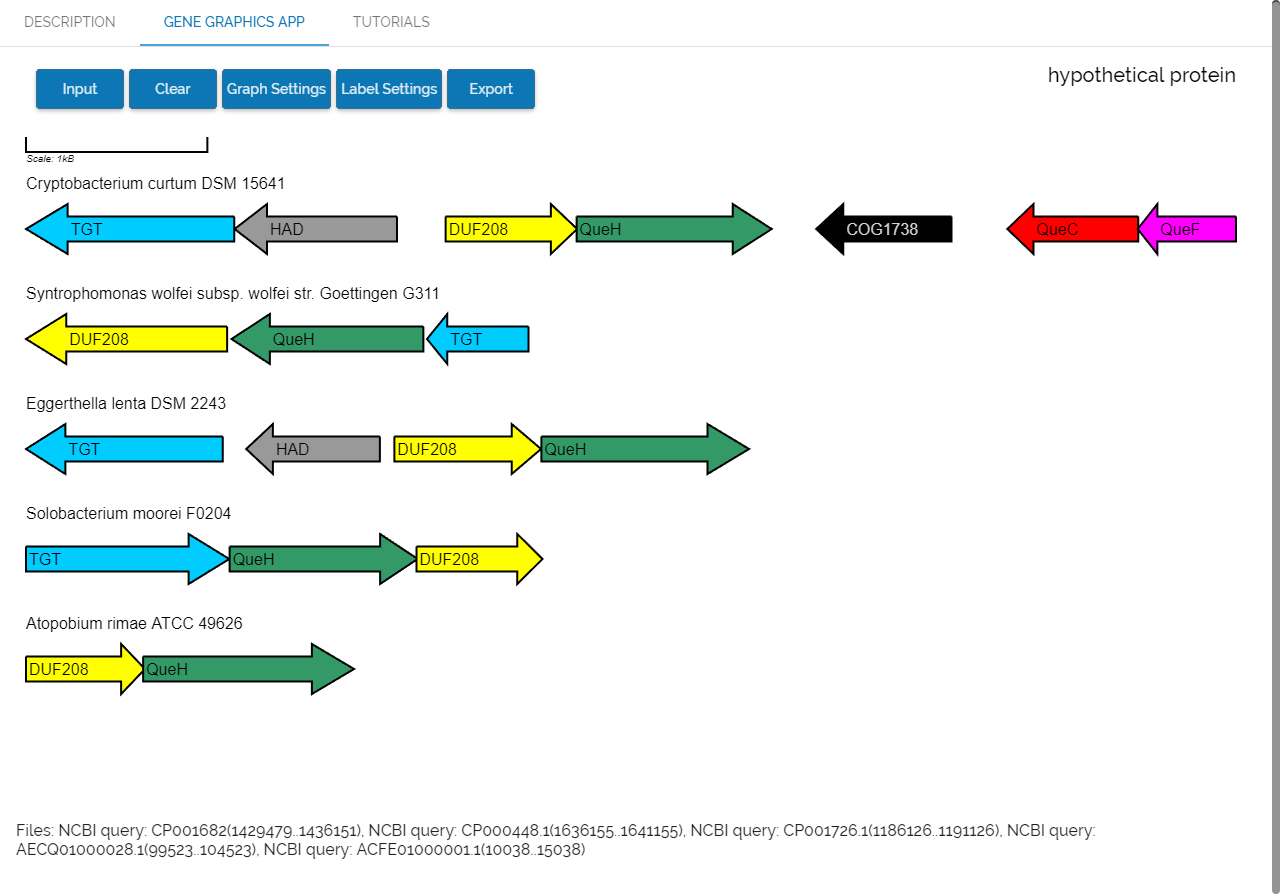 DESCRIPTION GENE GRAPHICS APP TUTORIALS
Input Clear Graph Settings Label Settings Export
hypothetical protein
Scale: 1kB
Cryptobacterium curtum DSM 15641
TGT HAD DUF208 QueH COG1738 QueC QueF
Syntrophomonas wolfei subsp. wolfei str. Goettingen G311
DUF208 QueH TGT
Eggerthella lenta DSM 2243
TGT HAD DUF208 QueH
Solobacterium moorei F0204
TGT QueH DUF208
Atopobium rimae ATCC 49626
DUF208 QueH
Files: NCBI query: CP001682(1429479..1436151), NCBI query: CP000448.1(1636155..1641155), NCBI query: CP001726.1(1186126..1191126), NCBI query:
AECQ01000028.1(99523..104523), NCBI query: ACFE01000001.1(10038..15038)